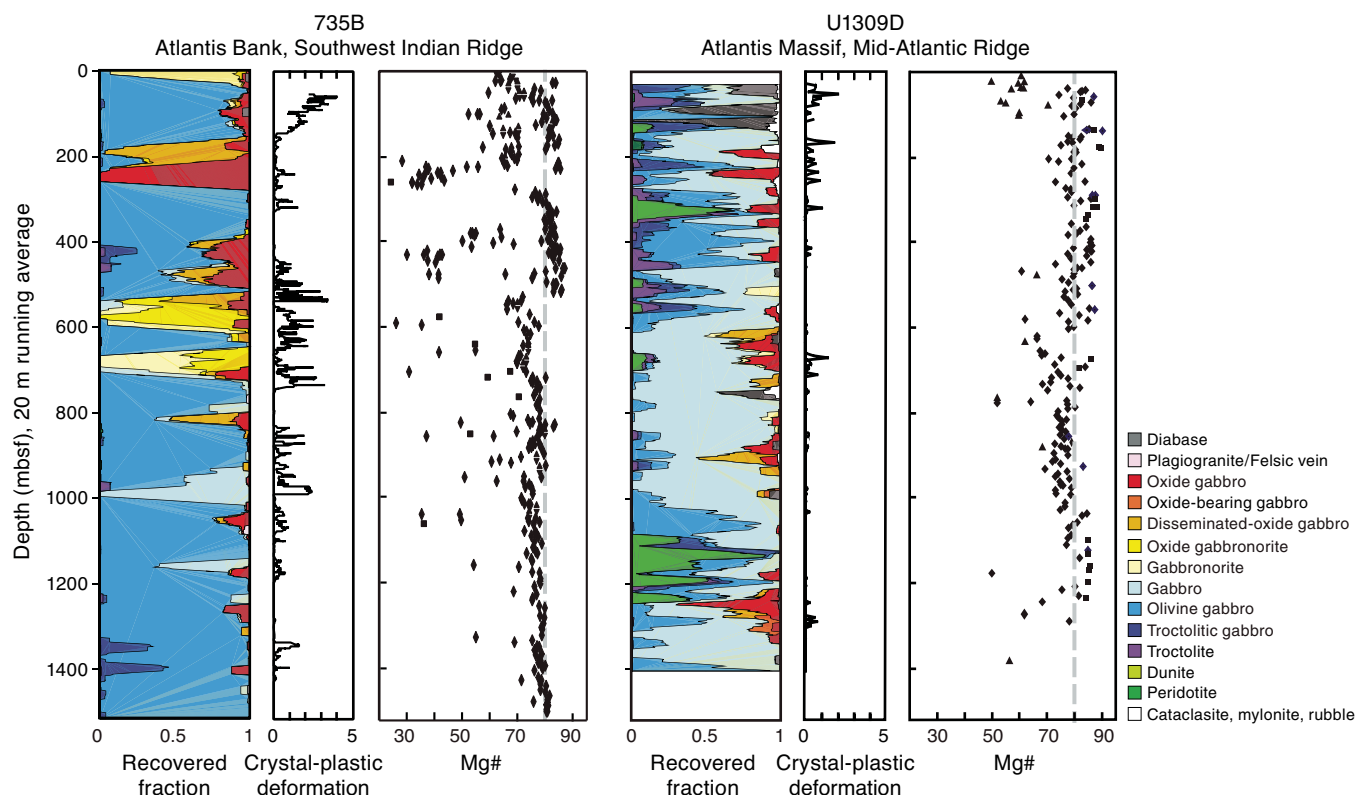 735B
Atlantis Bank, Southwest Indian Ridge
U1309D
Atlantis Massif, Mid-Atlantic Ridge
Depth (mbsf), 20 m running average
0
200
400
600
800
1000
1200
1400
0 0.5 1
Recovered
fraction
0 5
Crystal-plastic
deformation
30 50 70 90
Mg#
0 0.5 1
Recovered
fraction
0 5
Crystal-plastic
deformation
30 50 70 90
Mg#
Diabase
Plagiogranite/Felsic vein
Oxide gabbro
Oxide-bearing gabbro
Disseminated-oxide gabbro
Oxide gabbronorite
Gabbronorite
Gabbro
Olivine gabbro
Troctolitic gabbro
Troctolite
Dunite
Peridotite
Cataclasite, mylonite, rubble